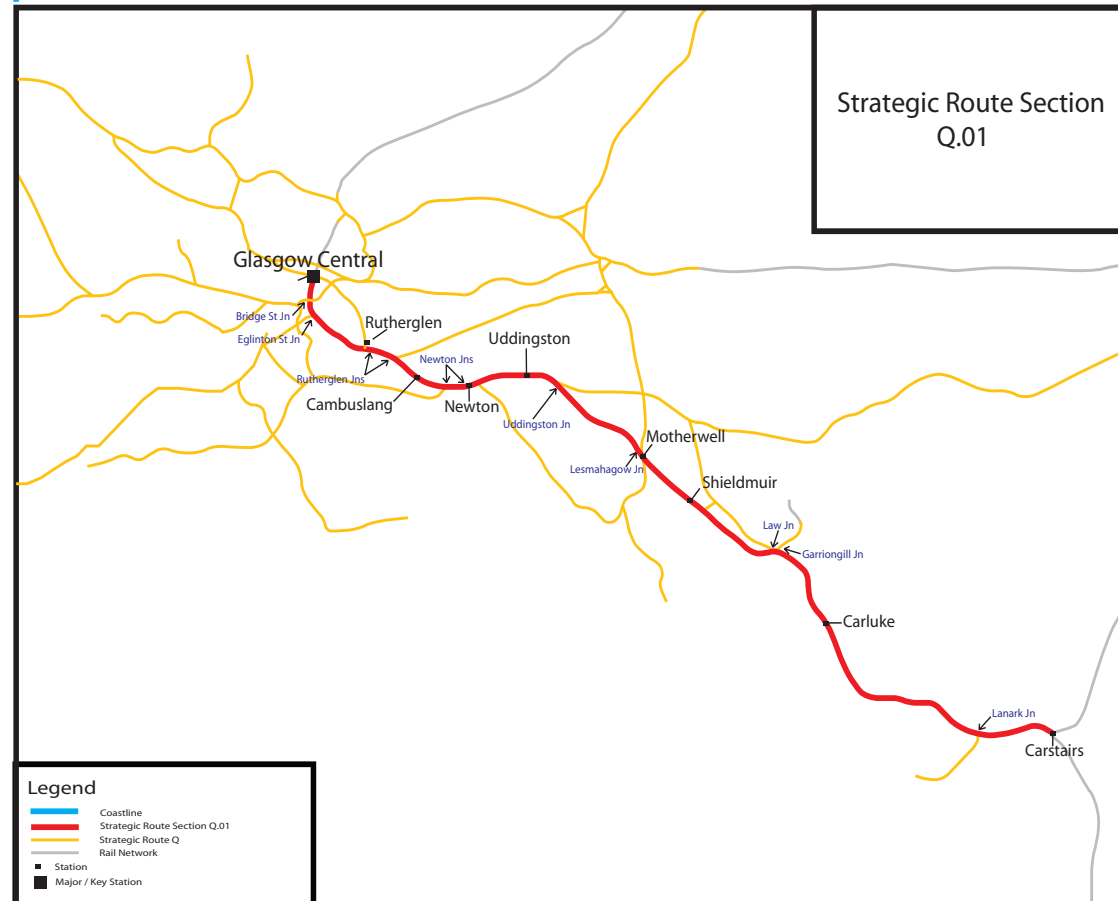 Strategic Route Section
Q.01
Glasgow Central
Bridge St Jn
Eglinton St Jn
Rutherglen
Rutherglen Jns
Cambuslang
Newton Jns
Newton
Uddingston
Uddingston Jn
Motherwell
Lesmahagow Jn
Shieldmuir
Law Jn
Garriongill Jn
Carluke
Lanark Jn
Carstairs
Legend
Coastline
Strategic Route Section Q.01
Strategic Route Q
Rail Network
Station
Major / Key Station